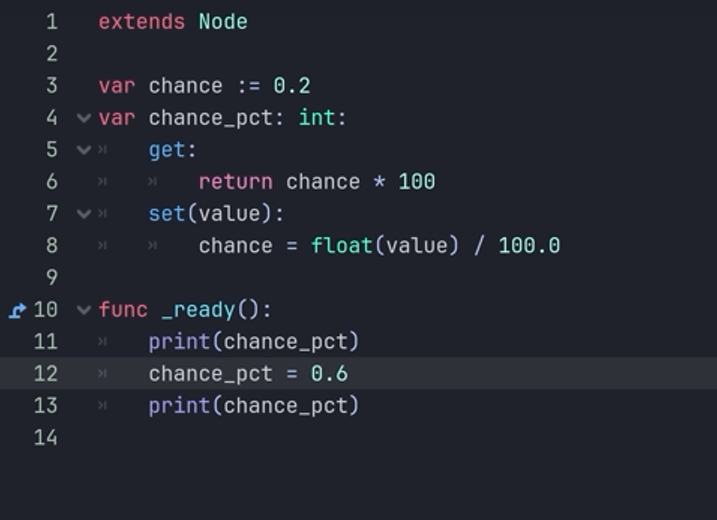 1 extends Node
2
3 var chance := 0.2
4 var chance_pct: int:
5 get:
6 return chance * 100
7 set(value):
8 chance = float(value) / 100.0
9
10 func _ready():
11 print(chance_pct)
12 chance_pct = 0.6
13 print(chance_pct)
14